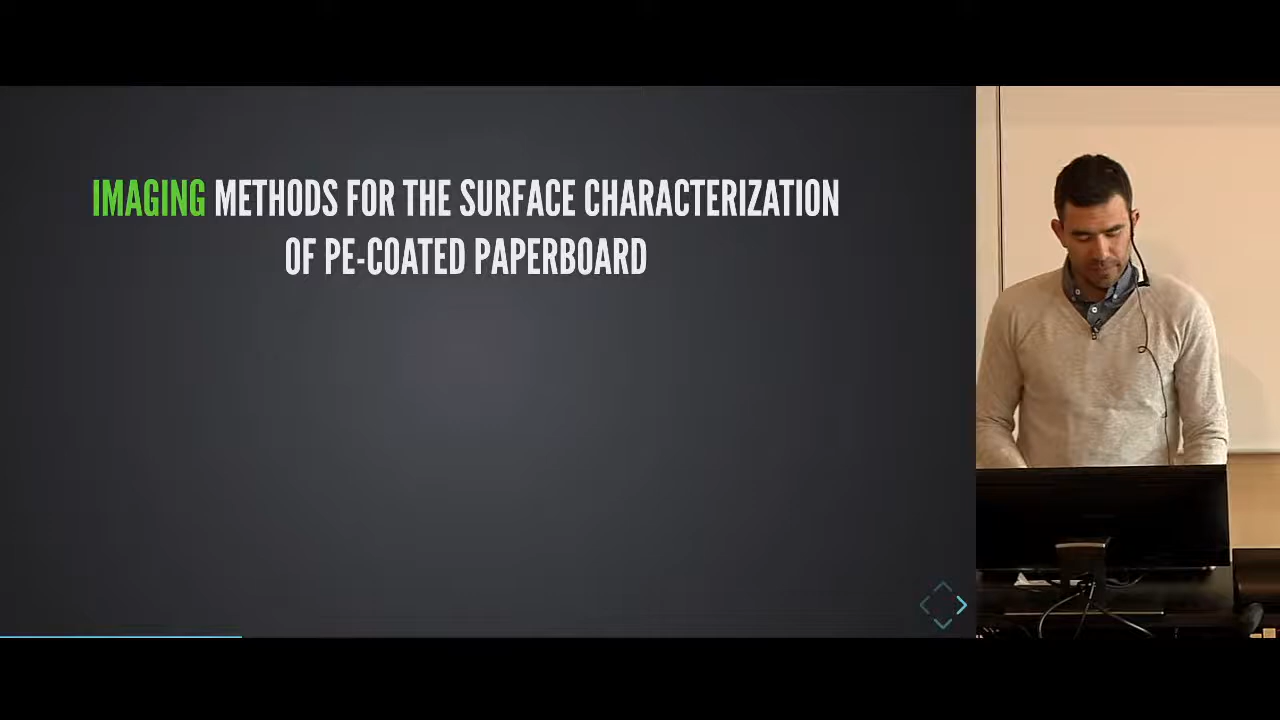 IMAGING METHODS FOR THE SURFACE CHARACTERIZATION
OF PE-COATED PAPERBOARD